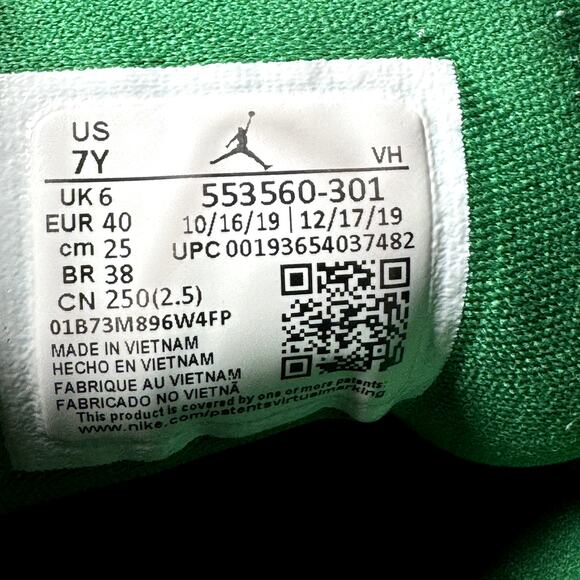 US
7Y
VH
UK 6
553560-301
EUR 40
10/16/19 | 12/17/19
cm 25
UPC 00193654037482
BR 38
CN 250(2.5)
01B73M896W4FP
MADE IN VIETNAM
HECHO EN VIETNAM
FABRIQUE AU VIETNAM
FABRICADO NO VIETNÃ
This product is covered by one or more patents.
www.nike.com/patentsvirtualmarking